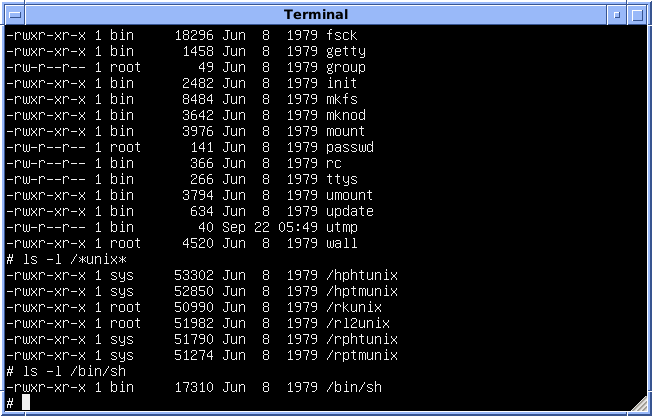 Terminal
-rwxr-xr-x 1 bin     18296 Jun  8  1979 fsck
-rwxr-xr-x 1 bin      1458 Jun  8  1979 getty
-rw-r--r-- 1 root       49 Jun  8  1979 group
-rwxr-xr-x 1 bin      2482 Jun  8  1979 init
-rwxr-xr-x 1 bin      8484 Jun  8  1979 mkfs
-rwxr-xr-x 1 bin      3642 Jun  8  1979 mknod
-rwxr-xr-x 1 bin      3976 Jun  8  1979 mount
-rw-r--r-- 1 root      141 Jun  8  1979 passwd
-rw-r--r-- 1 bin       366 Jun  8  1979 rc
-rw-r--r-- 1 bin       266 Jun  8  1979 ttys
-rwxr-xr-x 1 bin      3794 Jun  8  1979 umount
-rwxr-xr-x 1 bin       634 Jun  8  1979 update
-rw-r--r-- 1 bin        40 Sep 22 05:49 utmp
-rwxr-xr-x 1 root     4520 Jun  8  1979 wall
# ls -l /*unix*
-rwxr-xr-x 1 sys     53302 Jun  8  1979 /hphtunix
-rwxr-xr-x 1 sys     52850 Jun  8  1979 /hptmunix
-rwxr-xr-x 1 root    50990 Jun  8  1979 /rkunix
-rwxr-xr-x 1 root    51982 Jun  8  1979 /rl2unix
-rwxr-xr-x 1 sys     51790 Jun  8  1979 /rphtunix
-rwxr-xr-x 1 sys     51274 Jun  8  1979 /rptmunix
# ls -l /bin/sh
-rwxr-xr-x 1 bin     17310 Jun  8  1979 /bin/sh
#